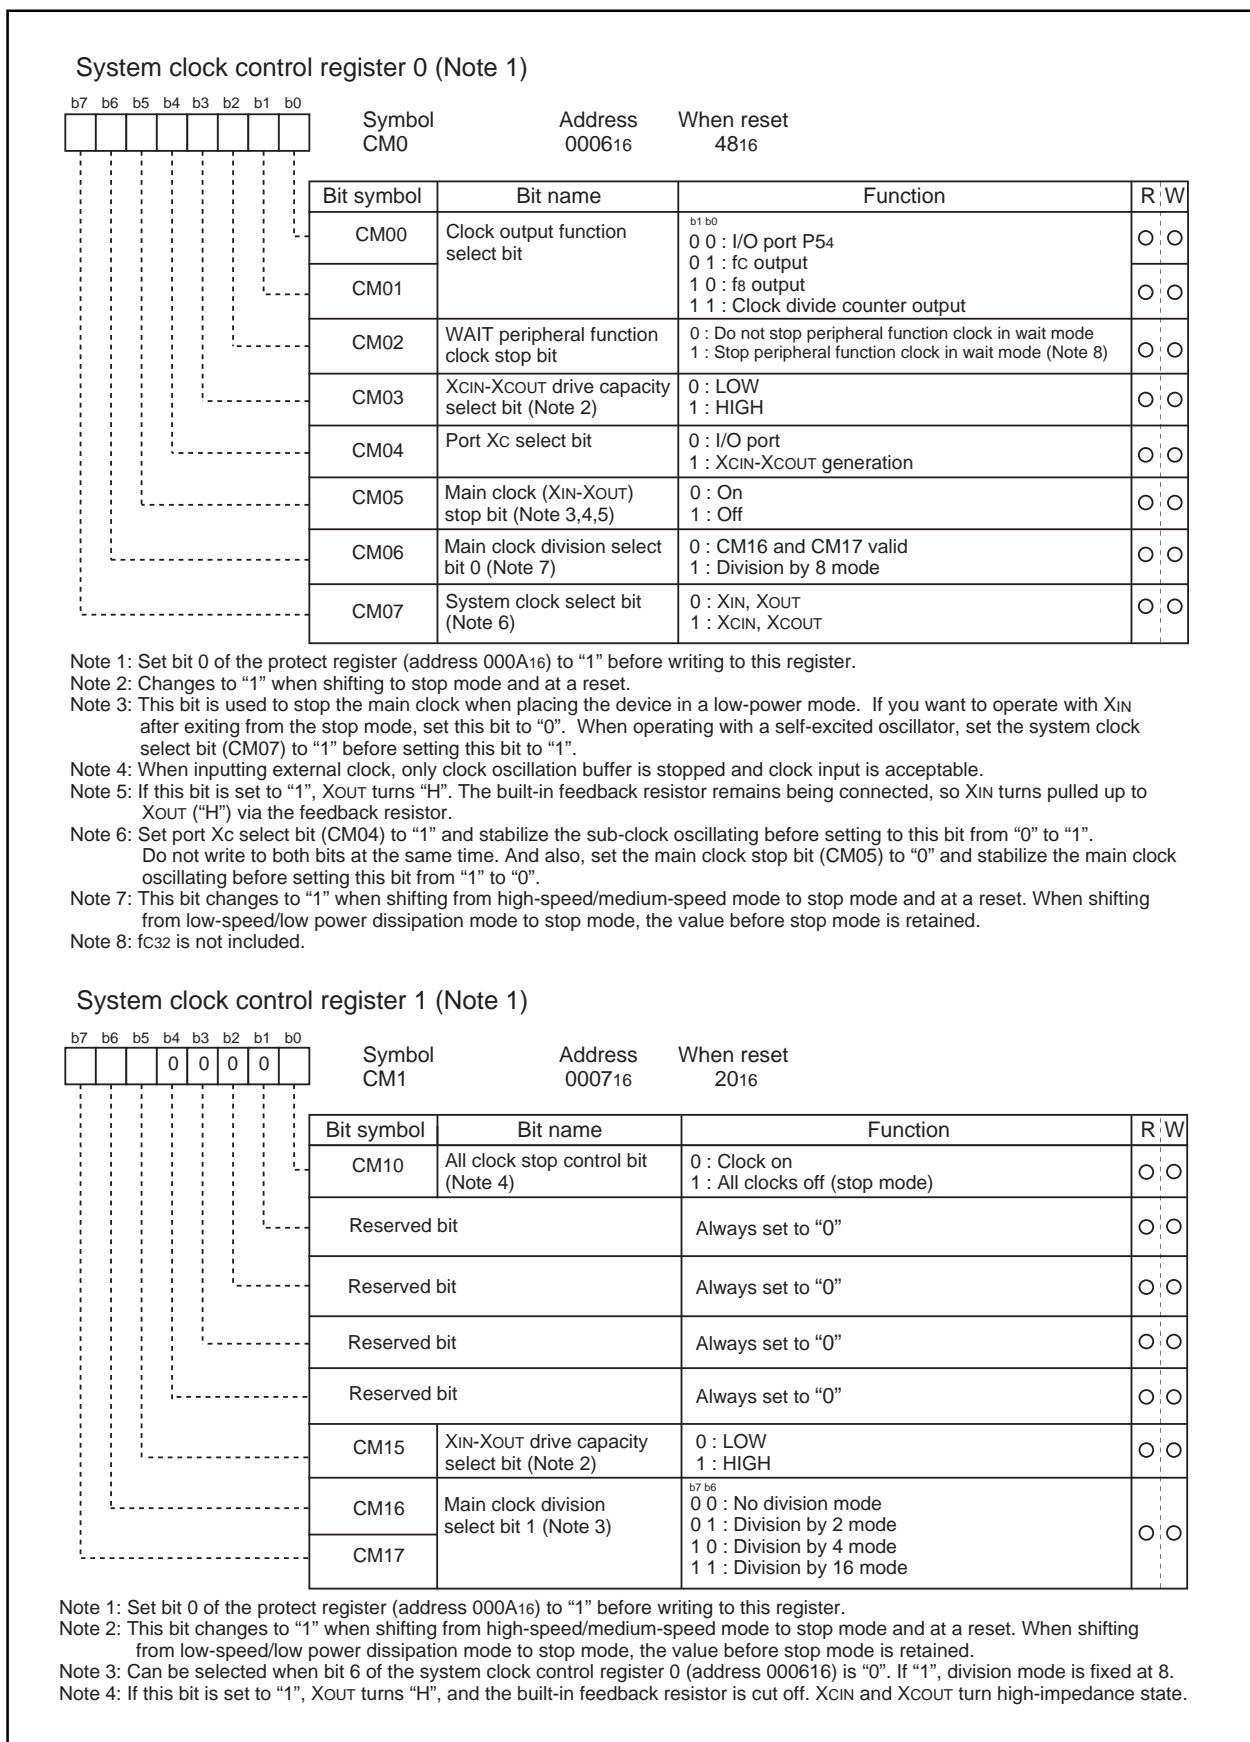 System clock control register 0 (Note 1)
b7 b6 b5 b4 b3 b2 b1 b0
Symbol Address When reset
CM0 000616 4816
Bit symbol Bit name Function R W
CM00 Clock output function select bit
b1 b0
0 0 : I/O port P54
0 1 : fC output
1 0 : f8 output
1 1 : Clock divide counter output
CM01
CM02 WAIT peripheral function clock stop bit
0 : Do not stop peripheral function clock in wait mode
1 : Stop peripheral function clock in wait mode (Note 8)
CM03 XCIN-XCOUT drive capacity select bit (Note 2)
0 : LOW
1 : HIGH
CM04 Port XC select bit
0 : I/O port
1 : XCIN-XCOUT generation
CM05 Main clock (XIN-XOUT) stop bit (Note 3,4,5)
0 : On
1 : Off
CM06 Main clock division select bit 0 (Note 7)
0 : CM16 and CM17 valid
1 : Division by 8 mode
CM07 System clock select bit (Note 6)
0 : XIN, XOUT
1 : XCIN, XCOUT
Note 1: Set bit 0 of the protect register (address 000A16) to “1” before writing to this register.
Note 2: Changes to “1” when shifting to stop mode and at a reset.
Note 3: This bit is used to stop the main clock when placing the device in a low-power mode. If you want to operate with XIN
after exiting from the stop mode, set this bit to “0”. When operating with a self-excited oscillator, set the system clock
select bit (CM07) to “1” before setting this bit to “1”.
Note 4: When inputting external clock, only clock oscillation buffer is stopped and clock input is acceptable.
Note 5: If this bit is set to “1”, XOUT turns “H”. The built-in feedback resistor remains being connected, so XIN turns pulled up to
XOUT (“H”) via the feedback resistor.
Note 6: Set port Xc select bit (CM04) to “1” and stabilize the sub-clock oscillating before setting to this bit from “0” to “1”.
Do not write to both bits at the same time. And also, set the main clock stop bit (CM05) to “0” and stabilize the main clock
oscillating before setting this bit from “1” to “0”.
Note 7: This bit changes to “1” when shifting from high-speed/medium-speed mode to stop mode and at a reset. When shifting
from low-speed/low power dissipation mode to stop mode, the value before stop mode is retained.
Note 8: fC32 is not included.
System clock control register 1 (Note 1)
b7 b6 b5 b4 b3 b2 b1 b0
0 0 0 0
Symbol Address When reset
CM1 000716 2016
Bit symbol Bit name Function R W
CM10 All clock stop control bit (Note 4)
0 : Clock on
1 : All clocks off (stop mode)
Reserved bit Always set to “0”
Reserved bit Always set to “0”
Reserved bit Always set to “0”
Reserved bit Always set to “0”
CM15 XIN-XOUT drive capacity select bit (Note 2)
0 : LOW
1 : HIGH
CM16 Main clock division select bit 1 (Note 3)
b7 b6
0 0 : No division mode
0 1 : Division by 2 mode
1 0 : Division by 4 mode
1 1 : Division by 16 mode
CM17
Note 1: Set bit 0 of the protect register (address 000A16) to “1” before writing to this register.
Note 2: This bit changes to “1” when shifting from high-speed/medium-speed mode to stop mode and at a reset. When shifting
from low-speed/low power dissipation mode to stop mode, the value before stop mode is retained.
Note 3: Can be selected when bit 6 of the system clock control register 0 (address 000616) is “0”. If “1”, division mode is fixed at 8.
Note 4: If this bit is set to “1”, XOUT turns “H”, and the built-in feedback resistor is cut off. XCIN and XCOUT turn high-impedance state.